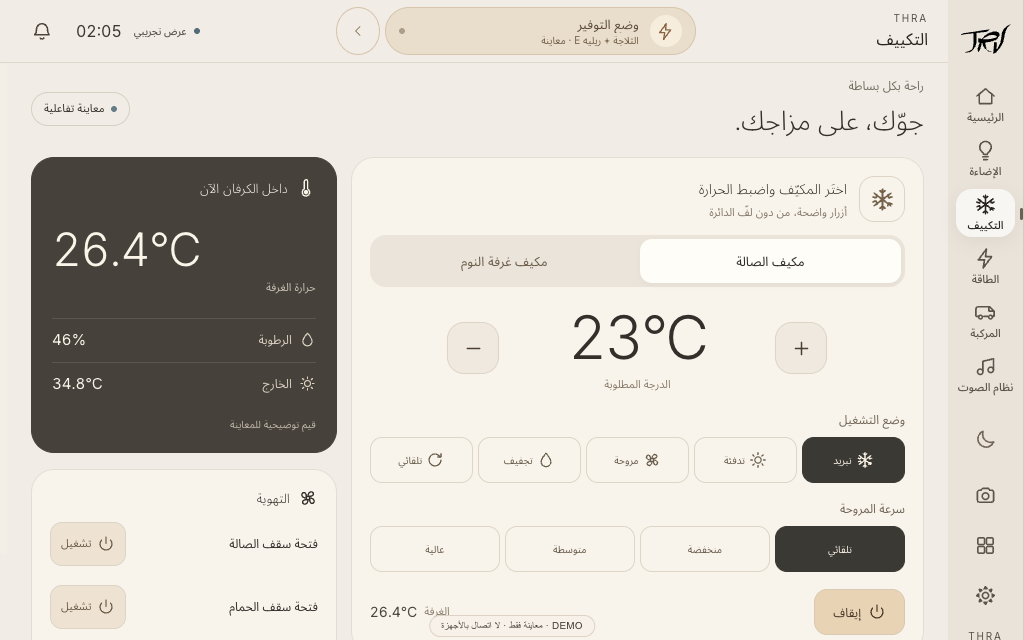 THRA
التكييف
وضع التوفير
الثلاجة + ريليه E · معاينة
عرض تجريبي
02:05
TRV
الرئيسية
الإضاءة
التكييف
الطاقة
المركبة
نظام الصوت
THRA
راحة بكل بساطة
جوّك، على مزاجك.
معاينة تفاعلية
اختَر المكيّف واضبط الحرارة
أزرار واضحة، من دون لفّ الدائرة
مكيف الصالة
مكيف غرفة النوم
+
23°C
−
الدرجة المطلوبة
وضع التشغيل
تبريد
تدفئة
مروحة
تجفيف
تلقائي
سرعة المروحة
تلقائي
منخفضة
متوسطة
عالية
إيقاف
الغرفة
26.4°C
DEMO · معاينة فقط · لا اتصال بالأجهزة
داخل الكرفان الآن
26.4°C
حرارة الغرفة
الرطوبة
46%
الخارج
34.8°C
قيم توضيحية للمعاينة
التهوية
فتحة سقف الصالة
تشغيل
فتحة سقف الحمام
تشغيل